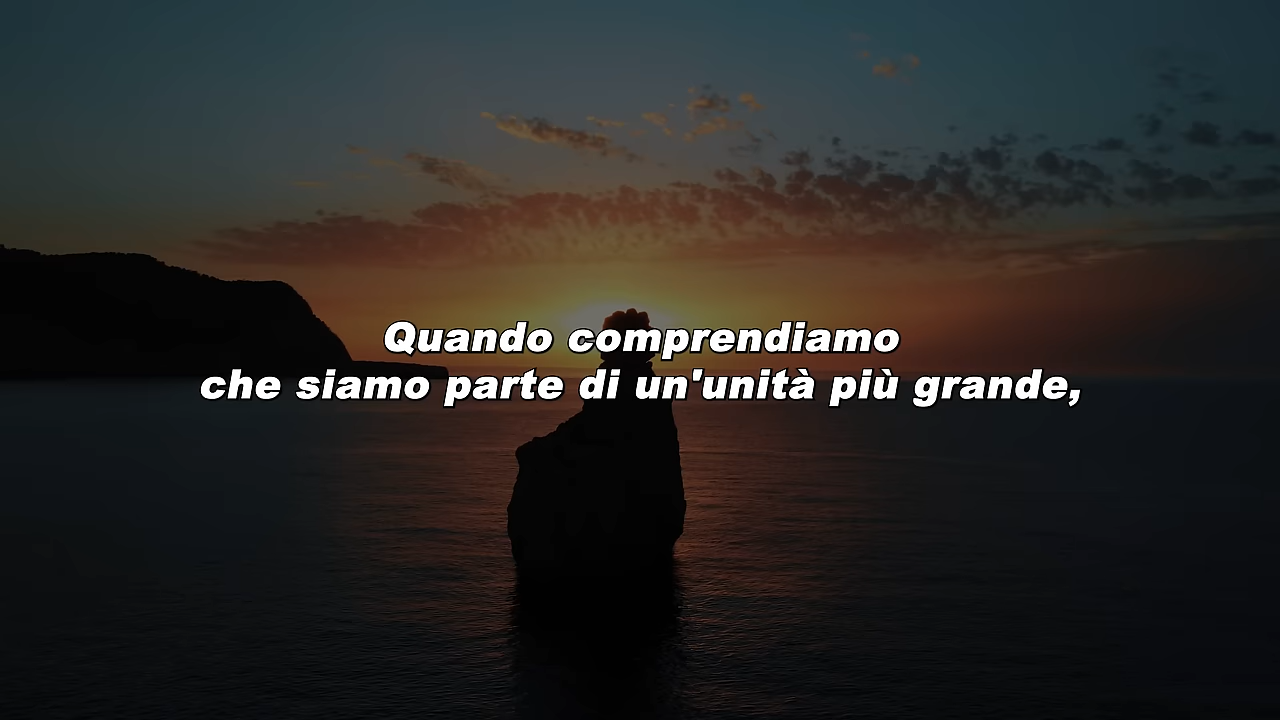 Quando comprendiamo
che siamo parte di un'unità più grande,